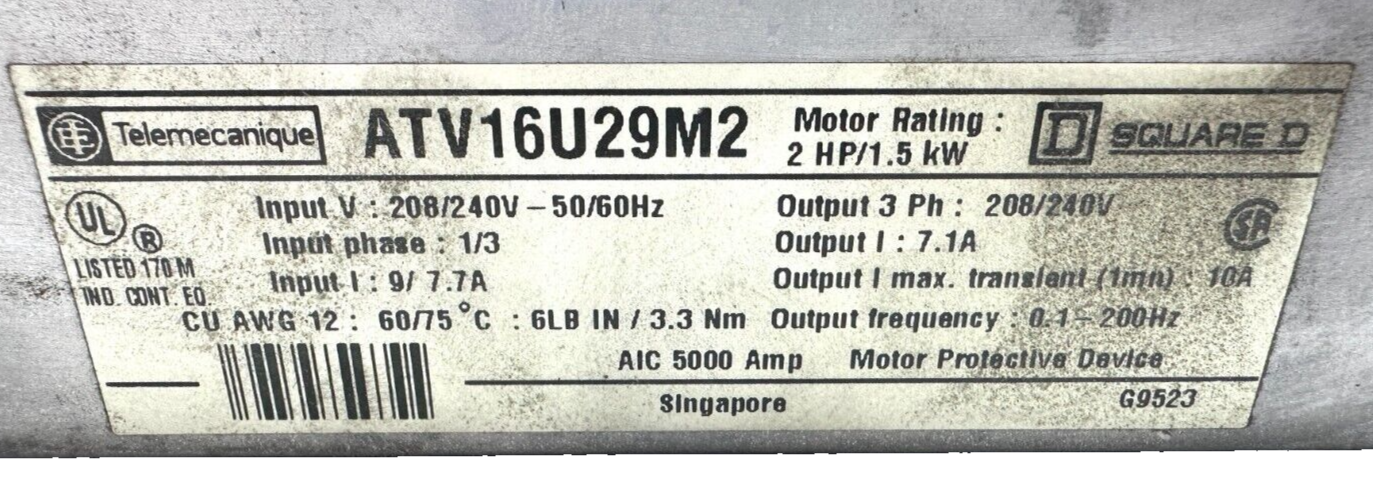 Telemecanique ATV16U29M2 Motor Rating : SQUARE D
2 HP/1.5 kW
UL ® Input V : 208/240V – 50/60Hz Output 3 Ph : 208/240V SA
Input phase : 1/3 Output I : 7.1A
LISTED 170 M Input I : 9/ 7.7A Output I max. transient (1mn) : 10A
IND. CONT. EQ.
CU AWG 12 : 60/75°C : 6LB IN / 3.3 Nm Output frequency : 0.1 – 200Hz
AIC 5000 Amp Motor Protective Device
Singapore G9523